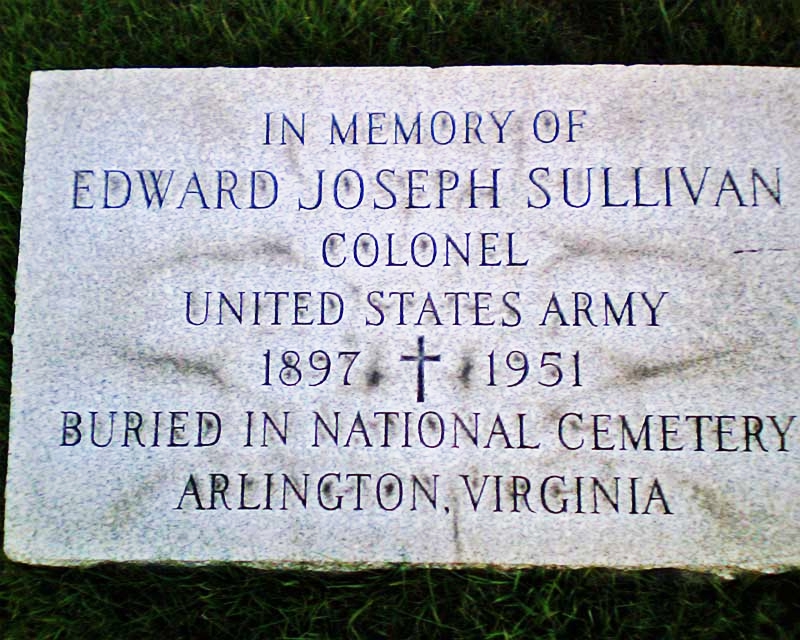 IN MEMORY OF
EDWARD JOSEPH SULLIVAN
COLONEL
UNITED STATES ARMY
1897 ✝ 1951
BURIED IN NATIONAL CEMETERY
ARLINGTON, VIRGINIA